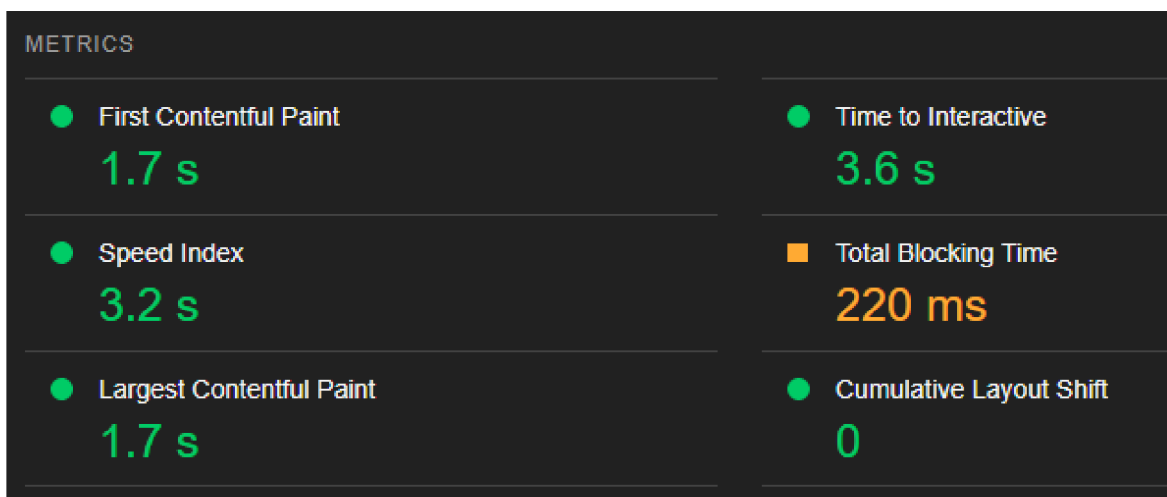 METRICS
First Contentful Paint
1.7 s
Time to Interactive
3.6 s
Speed Index
3.2 s
Total Blocking Time
220 ms
Largest Contentful Paint
1.7 s
Cumulative Layout Shift
0